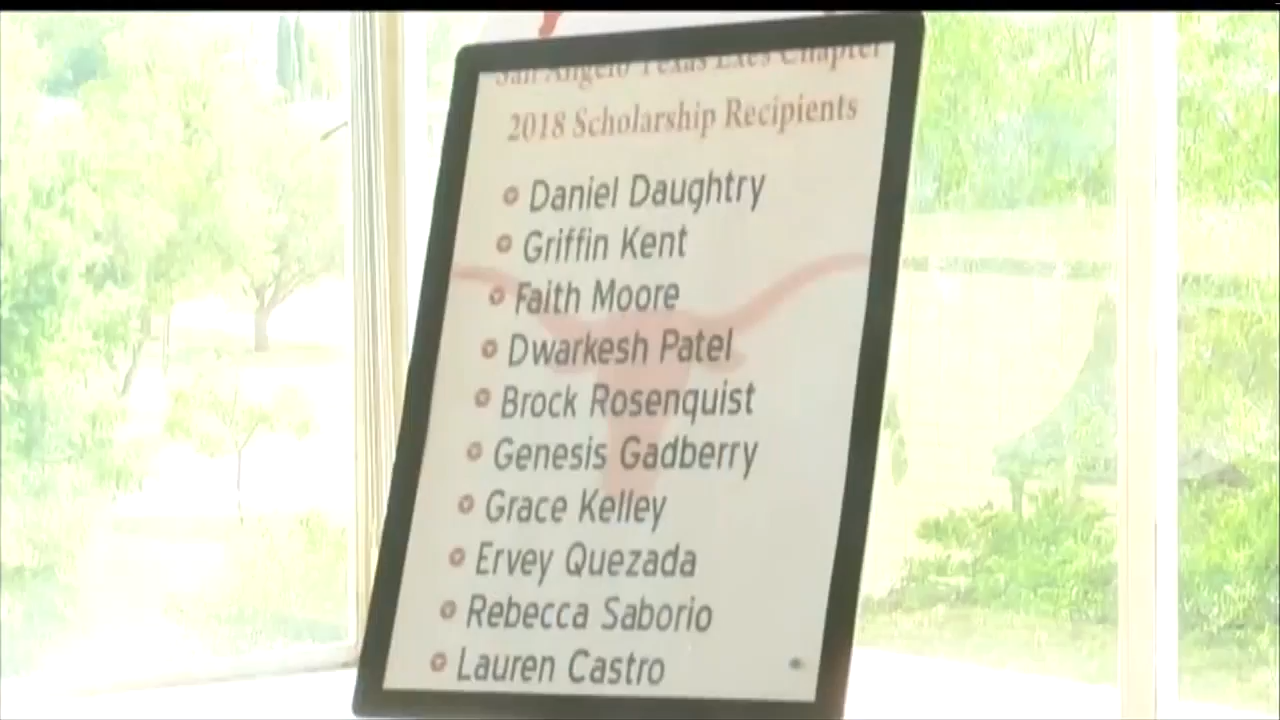 San Angelo Texas Exes Chapter
2018 Scholarship Recipients
Daniel Daughtry
Griffin Kent
Faith Moore
Dwarkesh Patel
Brock Rosenquist
Genesis Gadberry
Grace Kelley
Ervey Quezada
Rebecca Saborio
Lauren Castro